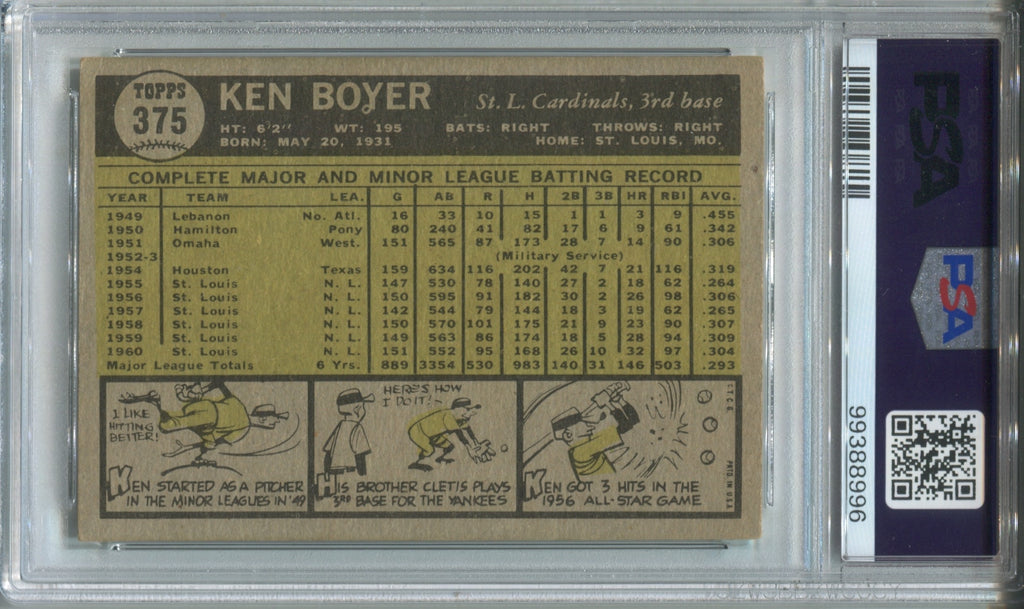 TOPPS
375
KEN BOYER
St. L. Cardinals, 3rd base
HT: 6'2" WT: 195 BATS: RIGHT THROWS: RIGHT
BORN: MAY 20, 1931 HOME: ST. LOUIS, MO.
COMPLETE MAJOR AND MINOR LEAGUE BATTING RECORD
YEAR TEAM LEA. G AB R H 2B 3B HR RBI AVG.
1949 Lebanon No. Atl. 16 33 10 15 1 1 3 9 .455
1950 Hamilton Pony 80 240 41 82 17 6 9 61 .342
1951 Omaha West. 151 565 87 173 28 7 14 90 .306
1952-3 (Military Service)
1954 Houston Texas 159 634 116 202 42 7 21 116 .319
1955 St. Louis N. L. 147 530 78 140 27 2 18 62 .264
1956 St. Louis N. L. 150 595 91 182 30 2 26 98 .306
1957 St. Louis N. L. 142 544 79 144 18 3 19 62 .265
1958 St. Louis N. L. 150 570 101 175 21 9 23 90 .307
1959 St. Louis N. L. 149 563 86 174 18 5 28 94 .309
1960 St. Louis N. L. 151 552 95 168 26 10 32 97 .304
Major League Totals 6 Yrs. 889 3354 530 983 140 31 146 503 .293
I LIKE
HITTING
BETTER!
KEN STARTED AS A PITCHER
IN THE MINOR LEAGUES IN '49
HERE'S HOW
I DO IT!
HIS BROTHER CLETIS PLAYS
3RD BASE FOR THE YANKEES
KEN GOT 3 HITS IN THE
1956 ALL-STAR GAME
©T.C.G.
PRTD. IN U.S.A.
PSA
PSA
99388996